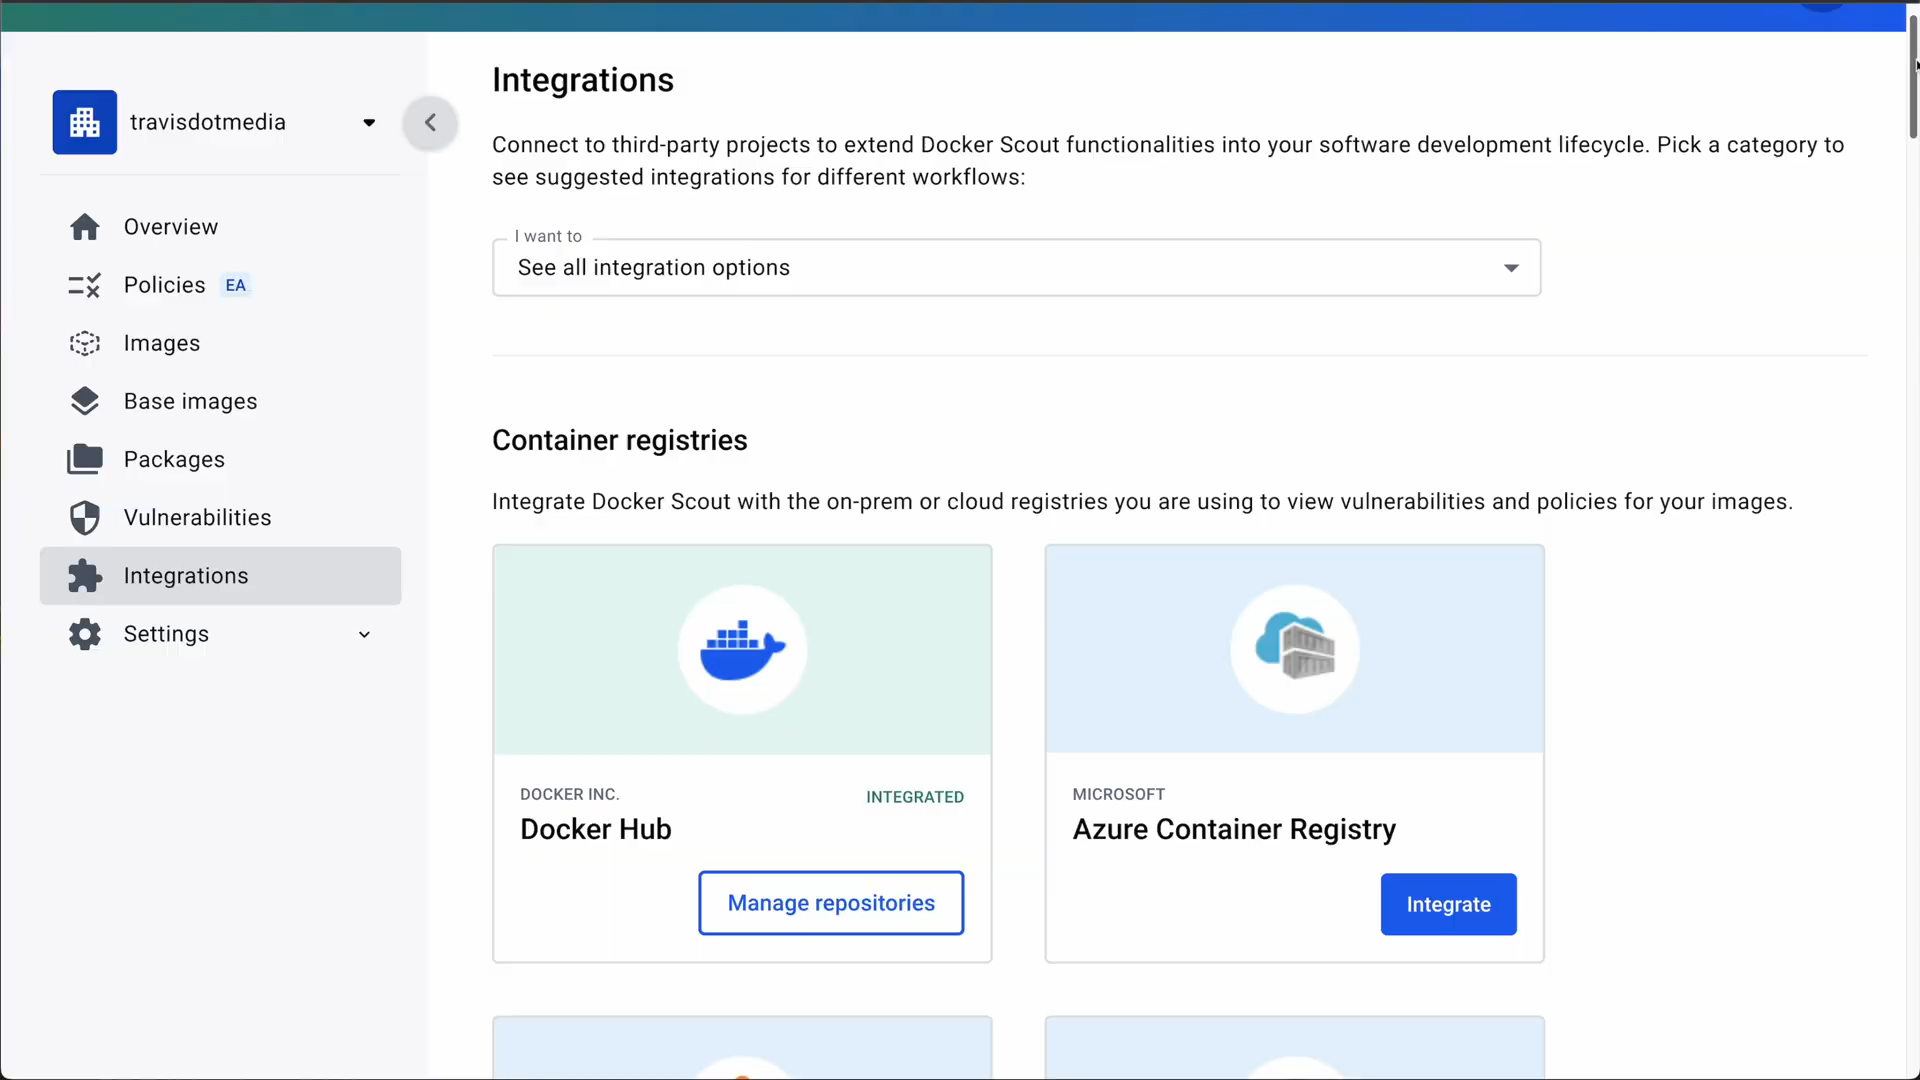 travisdotmedia
Overview
Policies EA
Images
Base images
Packages
Vulnerabilities
Integrations
Settings
Integrations
Connect to third-party projects to extend Docker Scout functionalities into your software development lifecycle. Pick a category to
see suggested integrations for different workflows:
I want to
See all integration options
Container registries
Integrate Docker Scout with the on-prem or cloud registries you are using to view vulnerabilities and policies for your images.
DOCKER INC.
INTEGRATED
Docker Hub
Manage repositories
MICROSOFT
Azure Container Registry
Integrate